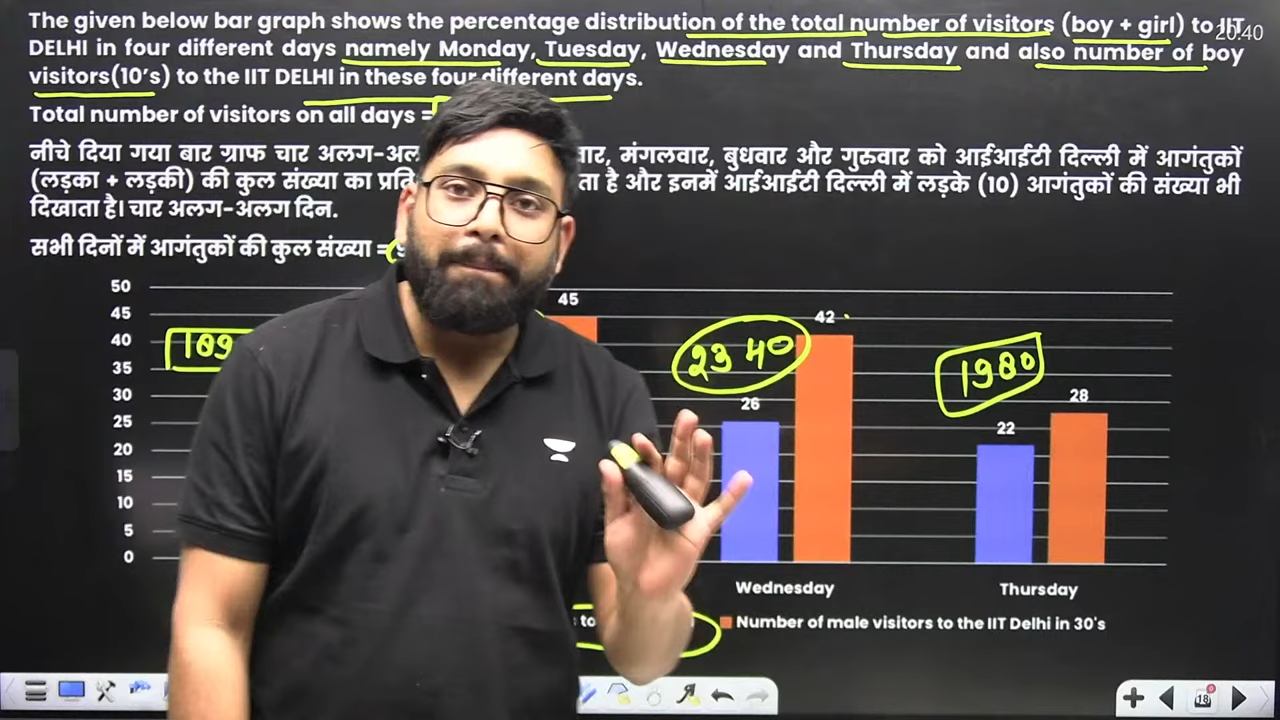 The given below bar graph shows the percentage distribution of the total number of visitors (boy + girl) to IIT
20:40
DELHI in four different days namely Monday, Tuesday, Wednesday and Thursday and also number of boy
visitors(10's) to the IIT DELHI in these four different days.
Total number of visitors on all days =
नीचे दिया गया बार ग्राफ चार अलग-अल वार, मंगलवार, बुधवार और गुरुवार को आईआईटी दिल्ली में आगंतुकों
(लड़का + लड़की) की कुल संख्या का प्रति ता है और इनमें आईआईटी दिल्ली में लड़के (10) आगंतुकों की संख्या भी
दिखाता है। चार अलग-अलग दिन.
सभी दिनों में आगंतुकों की कुल संख्या = 9
50
45
40
35
30
25
20
15
10
5
0
189
45
2340
42
26
1980
28
22
Wednesday Thursday
to
Number of male visitors to the IIT Delhi in 30's
18